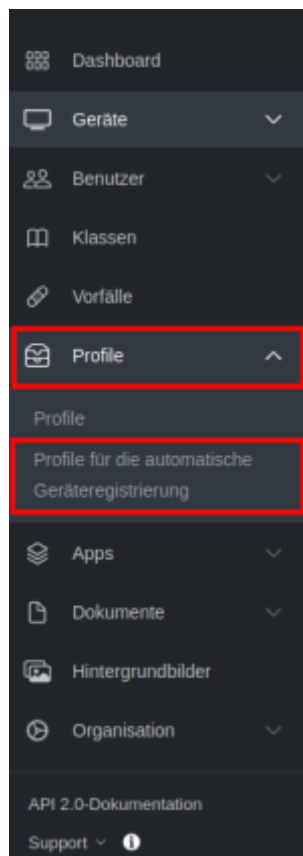 Dashboard
Geräte
Benutzer
Klassen
Vorfälle
Profile
Profile
Profile für die automatische
Geräteregistrierung
Apps
Dokumente
Hintergrundbilder
Organisation
API 2.0-Dokumentation
Support